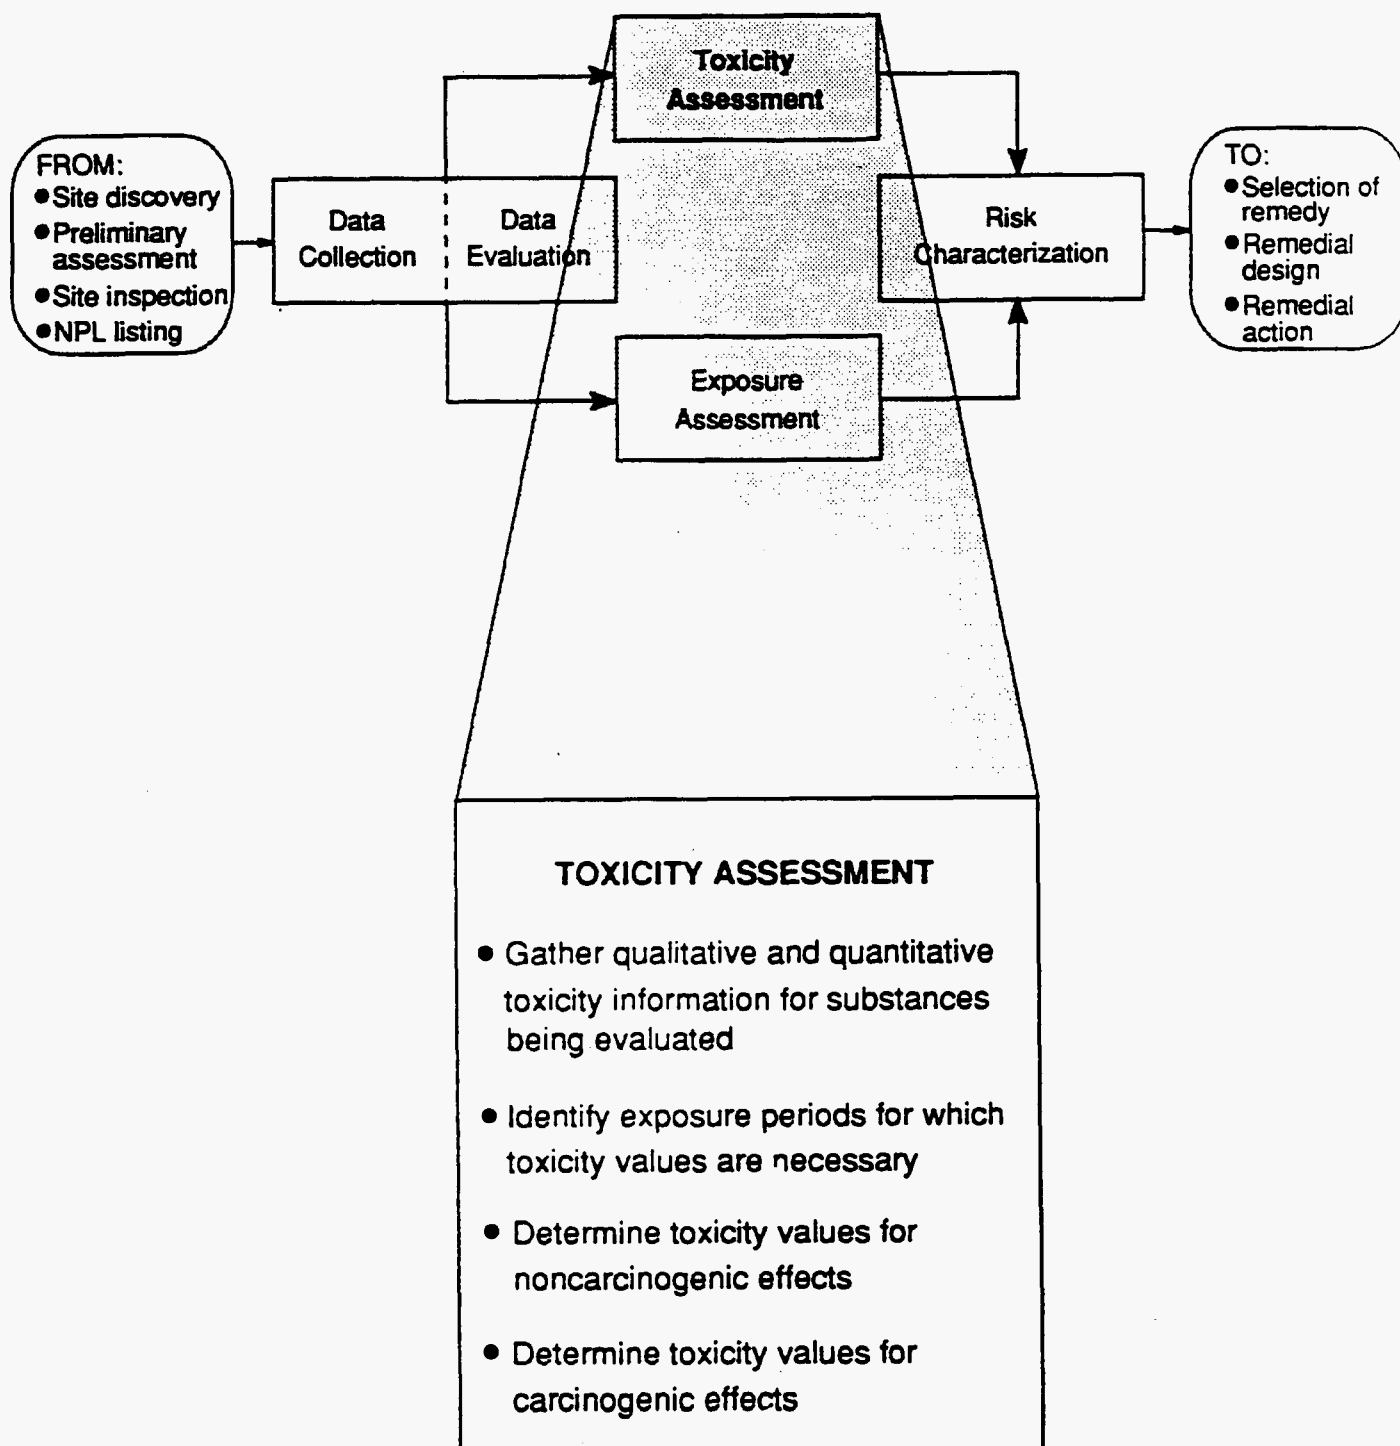 Toxicity
Assessment
FROM:
●Site discovery
●Preliminary
assessment
●Site inspection
●NPL listing
Data
Collection
Data
Evaluation
Risk
Characterization
TO:
●Selection of
remedy
●Remedial
design
●Remedial
action
Exposure
Assessment
TOXICITY ASSESSMENT
● Gather qualitative and quantitative
toxicity information for substances
being evaluated
● Identify exposure periods for which
toxicity values are necessary
● Determine toxicity values for
noncarcinogenic effects
● Determine toxicity values for
carcinogenic effects